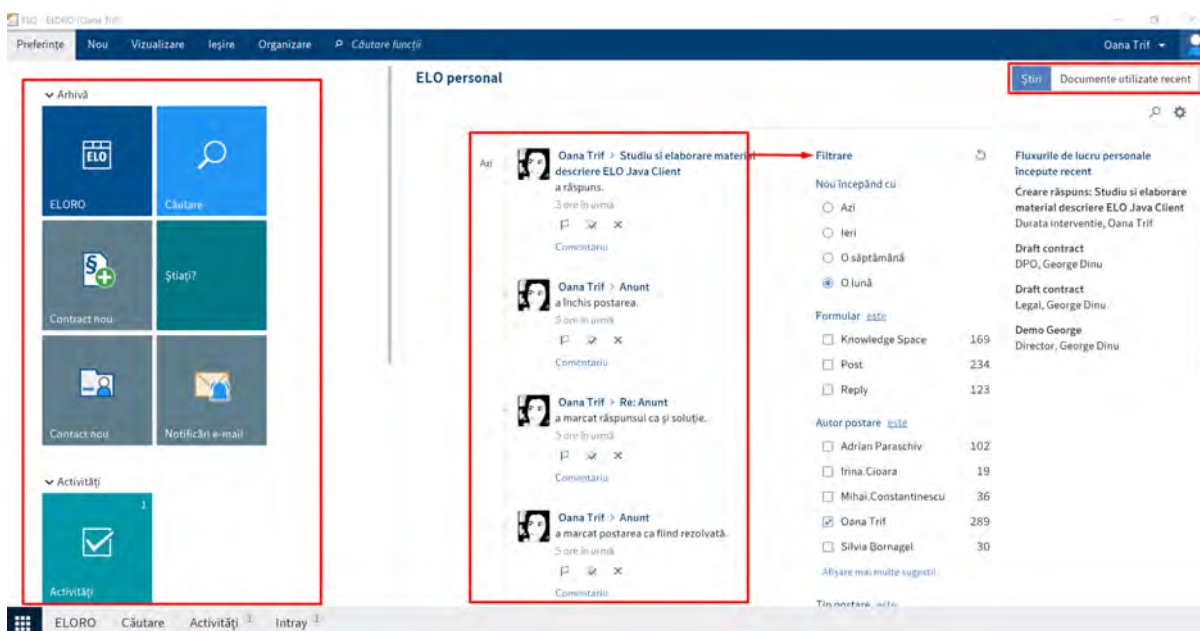 ELO - ELORO (Oana Trif)
Preferințe Nou Vizualizare Ieșire Organizare Căutare funcții Oana Trif
Arhivă
ELO
ELORO
Căutare
Contract nou
Știați?
Contact nou
Notificări e-mail
Activități
1
Activități
ELO personal
Știri Documente utilizate recent
Azi
Oana Trif > Studiu si elaborare material
descriere ELO Java Client
a răspuns.
3 ore în urmă
Comentariu
Oana Trif > Anunt
a închis postarea.
5 ore în urmă
Comentariu
Oana Trif > Re: Anunt
a marcat răspunsul ca și soluție.
5 ore în urmă
Comentariu
Oana Trif > Anunt
a marcat postarea ca fiind rezolvată.
5 ore în urmă
Comentariu
Filtrare
Nou începând cu
Azi
Ieri
O săptămână
O lună
Formular este
Knowledge Space 169
Post 234
Reply 123
Autor postare este
Adrian Paraschiv 102
Irina.Cioara 19
Mihai.Constantinescu 36
Oana Trif 289
Silvia Bornagel 30
Afișare mai multe sugestii
Tip postare este
Fluxurile de lucru personale
începute recent
Creare răspuns: Studiu si elaborare
material descriere ELO Java Client
Durata interventie, Oana Trif
Draft contract
DPO, George Dinu
Draft contract
Legal, George Dinu
Demo George
Director, George Dinu
ELORO Căutare Activități 1 Intray 1